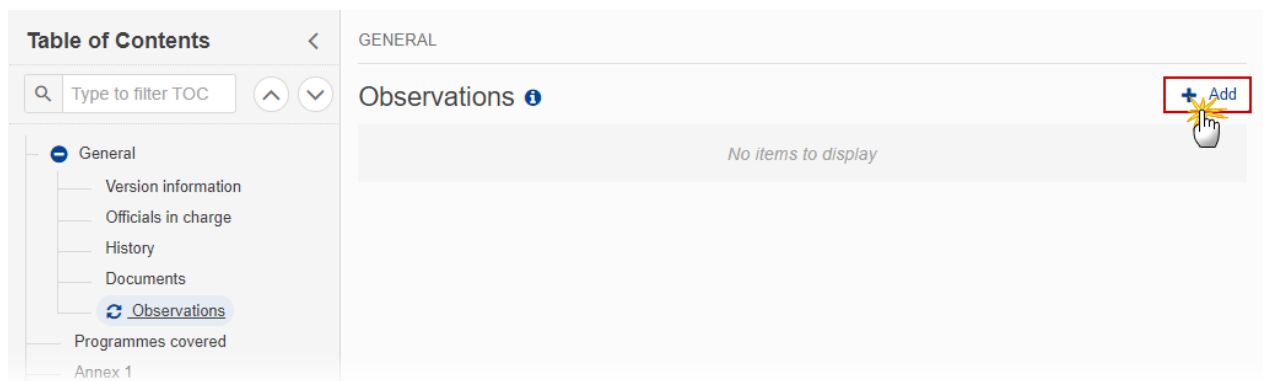 Table of Contents
Type to filter TOC
General
Version information
Officials in charge
History
Documents
Observations
Programmes covered
Annex 1
GENERAL
Observations
Add
No items to display